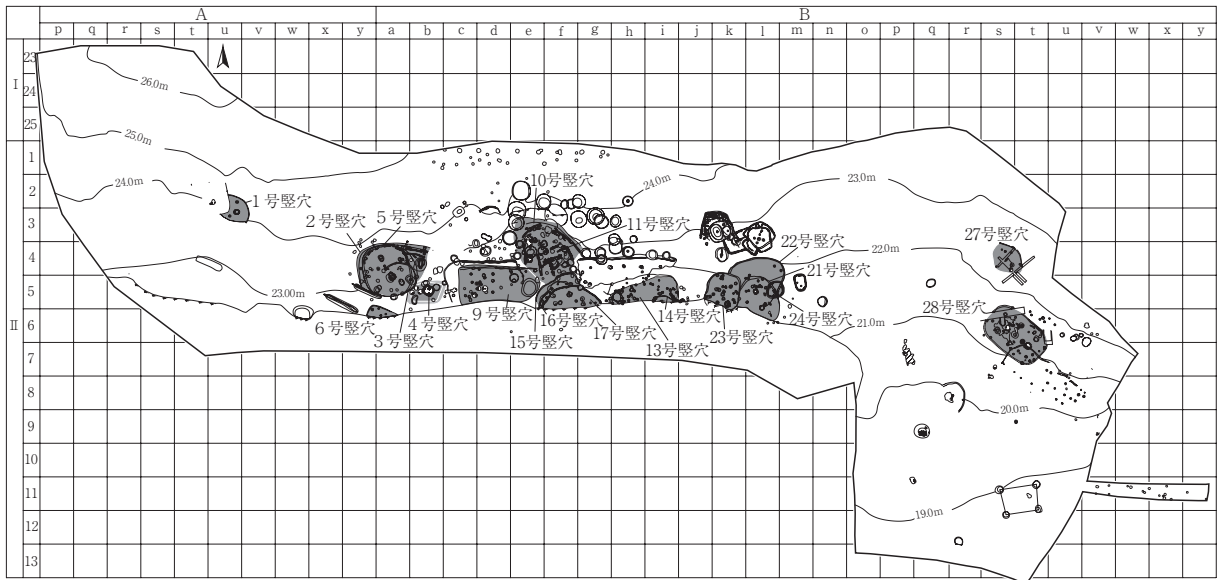 A B
p q r s t u v w x y a b c d e f g h i j k l m n o p q r s t u v w x y
I
23
24
25
II
1
2
3
4
5
6
7
8
9
10
11
12
13
26.0m
25.0m
24.0m
23.00m
24.0m
23.0m
22.0m
21.0m
20.0m
19.0m
1号竪穴
2号竪穴
5号竪穴
10号竪穴
11号竪穴
22号竪穴
21号竪穴
27号竪穴
28号竪穴
6号竪穴
3号竪穴
4号竪穴
9号竪穴
15号竪穴
16号竪穴
17号竪穴
13号竪穴
14号竪穴
23号竪穴
24号竪穴